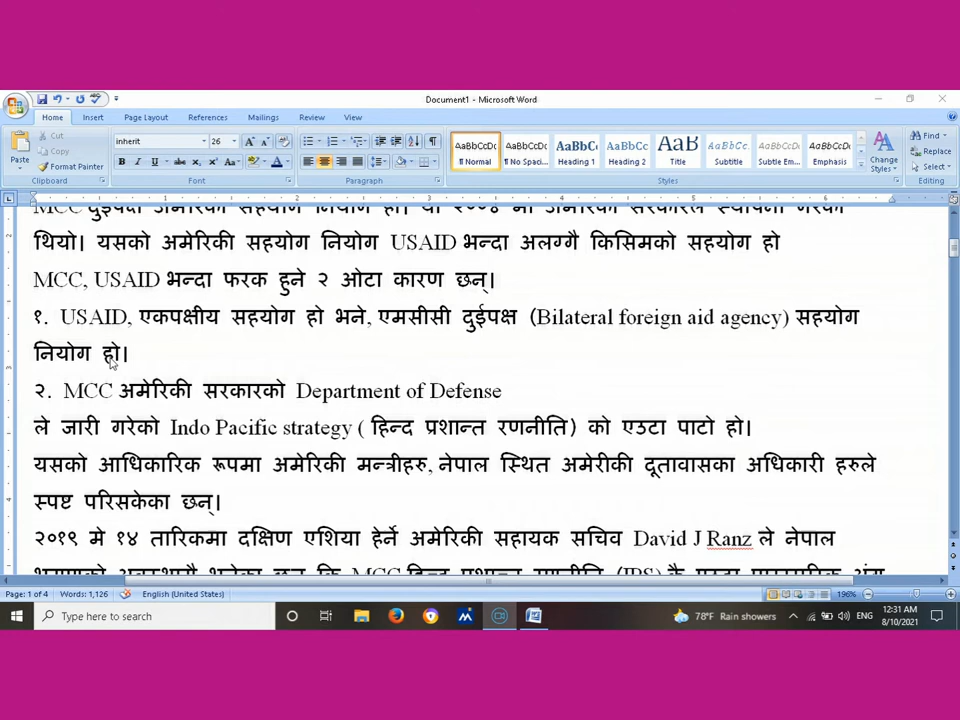 Document1 - Microsoft Word
Home Insert Page Layout References Mailings Review View
Cut
Copy
Format Painter
Paste
Clipboard
inherit 26
Font
Paragraph
AaBbCcDc AaBbCcDc AaBbC AaBbCc AaB AaBbCc. AaBbCcDc AaBbCcDc
¶ Normal ¶ No Spaci... Heading 1 Heading 2 Title Subtitle Subtle Em... Emphasis
Change Styles
Styles
Find
Replace
Select
Editing
थियो। यसको अमेरिकी सहयोग नियोग USAID भन्दा अलग्गै किसिमको सहयोग हो
MCC, USAID भन्दा फरक हुने २ ओटा कारण छन्।
१. USAID, एकपक्षीय सहयोग हो भने, एमसीसी दुईपक्ष (Bilateral foreign aid agency) सहयोग
नियोग हो।
२. MCC अमेरिकी सरकारको Department of Defense
ले जारी गरेको Indo Pacific strategy ( हिन्द प्रशान्त रणनीति) को एउटा पाटो हो।
यसको आधिकारिक रूपमा अमेरिकी मन्त्रीहरु, नेपाल स्थित अमेरीकी दूतावासका अधिकारी हरुले
स्पष्ट परिसकेका छन्।
२०१९ मे १४ तारिकमा दक्षिण एशिया हेर्ने अमेरिकी सहायक सचिव David J Ranz ले नेपाल
Page: 1 of 4 Words: 1,126 English (United States) 196%
Type here to search
78°F Rain showers ENG
12:31 AM
8/10/2021